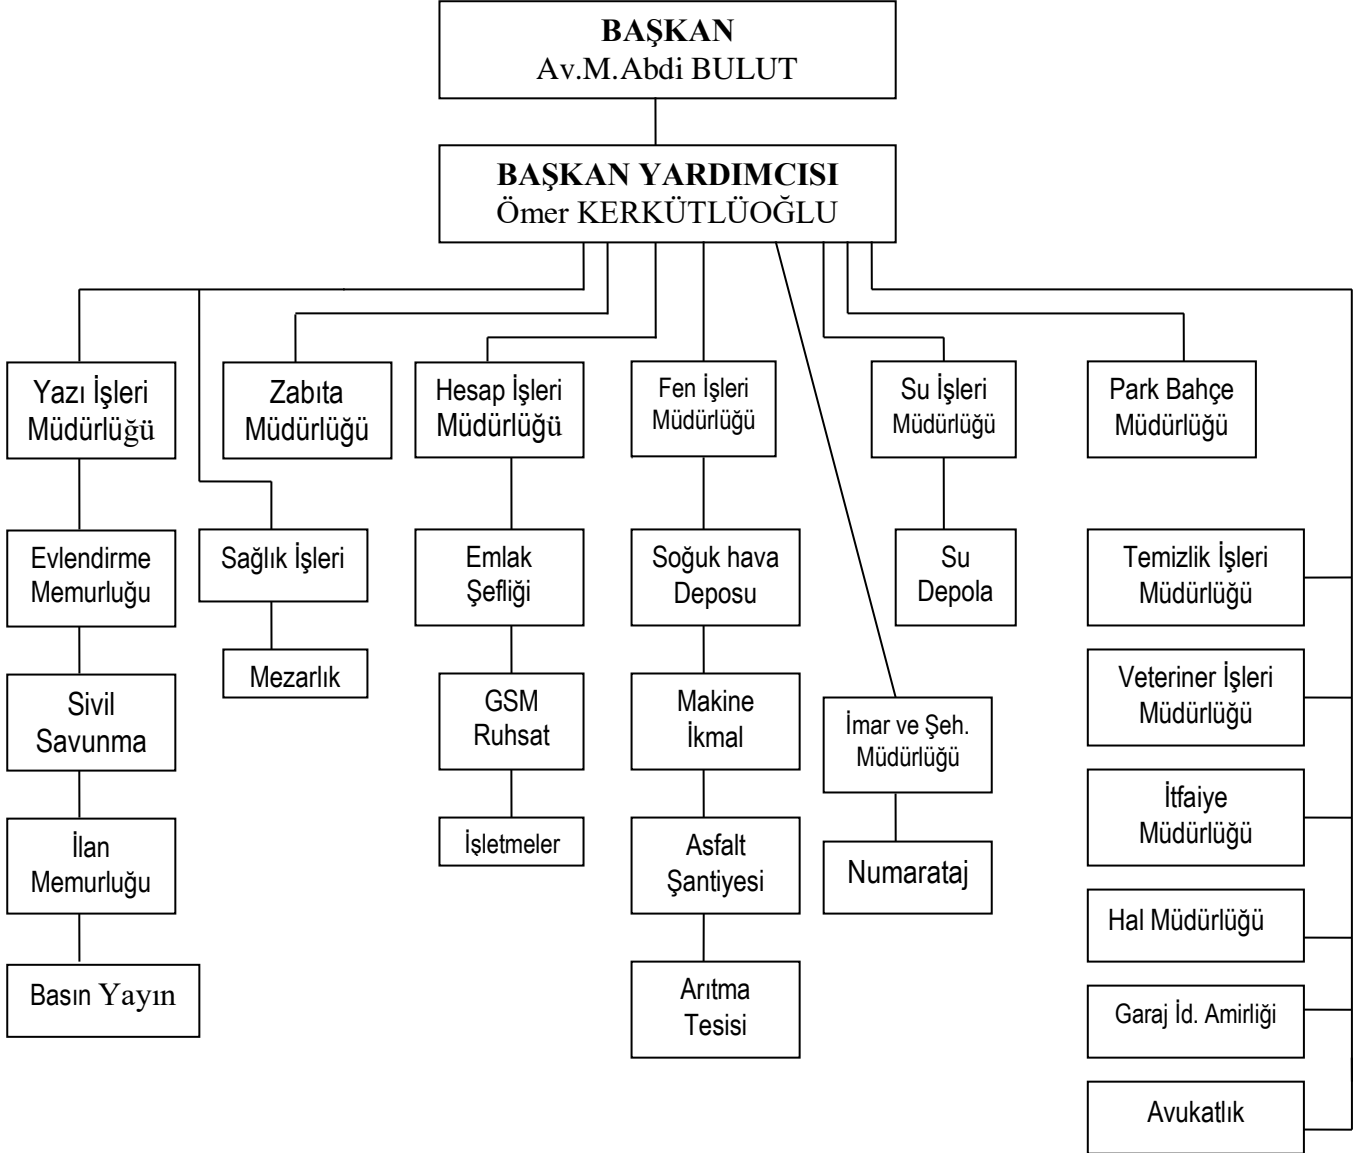 BAŞKAN
Av.M.Abdi BULUT
BAŞKAN YARDIMCISI
Ömer KERKÜTLÜOĞLU
Yazı İşleri
Müdürlüğü
Zabıta
Müdürlüğü
Hesap İşleri
Müdürlüğü
Fen İşleri
Müdürlüğü
Su İşleri
Müdürlüğü
Park Bahçe
Müdürlüğü
Evlendirme
Memurluğu
Sağlık İşleri
Emlak
Şefliği
Soğuk hava
Deposu
Su
Depola
Temizlik İşleri
Müdürlüğü
Mezarlık
Sivil
Savunma
GSM
Ruhsat
Makine
İkmal
İmar ve Şeh.
Müdürlüğü
Veteriner İşleri
Müdürlüğü
İlan
Memurluğu
İşletmeler
Asfalt
Şantiyesi
Numarataj
İtfaiye
Müdürlüğü
Hal Müdürlüğü
Basın Yayın
Arıtma
Tesisi
Garaj İd. Amirliği
Avukatlık